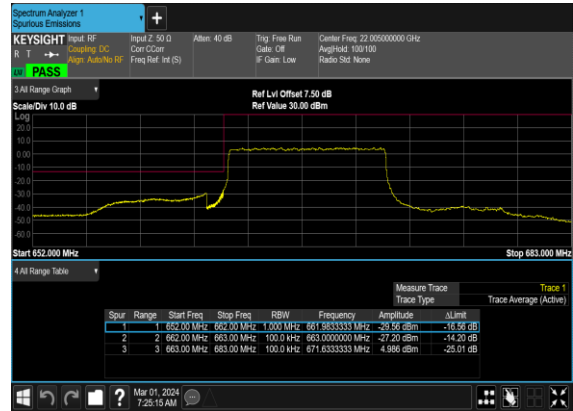 Spectrum Analyzer 1
Spurious Emissions
KEYSIGHT Input: RF Input Z: 50 Ω Atten: 40 dB Trig: Free Run Center Freq: 22.005000000 GHz
R T Coupling: DC Corr CCorr Gate: Off Avg|Hold: 100/100
Align: Auto/No RF Freq Ref: Int (S) IF Gain: Low Radio Std: None
PASS
3 All Range Graph
Ref Lvl Offset 7.50 dB
Scale/Div 10.0 dB Ref Value 30.00 dBm
Log
20.0
10.0
0.00
-10.0
-20.0
-30.0
-40.0
-50.0
-60.0
Start 652.000 MHz Stop 683.000 MHz
4 All Range Table
Measure Trace Trace 1
Trace Type Trace Average (Active)
Spur Range Start Freq Stop Freq RBW Frequency Amplitude ΔLimit
1 1 652.00 MHz 662.00 MHz 1.000 MHz 661.9833333 MHz -29.56 dBm -16.56 dB
2 2 662.00 MHz 663.00 MHz 100.0 kHz 663.0000000 MHz -27.20 dBm -14.20 dB
3 3 663.00 MHz 683.00 MHz 100.0 kHz 671.6333333 MHz 4.986 dBm -25.01 dB
? Mar 01, 2024
7:25:15 AM